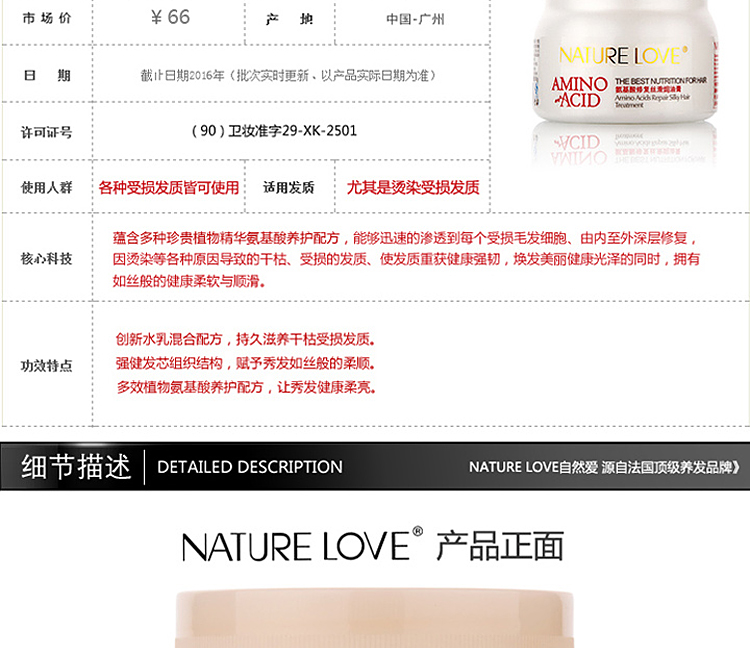 市场价 ￥66 产地 中国-广州
日期 截止日期2016年（批次实时更新、以产品实际日期为准）
许可证号 （90）卫妆准字29-XK-2501
使用人群 各种受损发质皆可使用 适用发质 尤其是烫染受损发质
核心科技
蕴含多种珍贵植物精华氨基酸养护配方，能够迅速的渗透到每个受损毛发细胞、由内至外深层修复，
因烫染等各种原因导致的干枯、受损的发质、使发质重获健康强韧，焕发美丽健康光泽的同时，拥有
如丝般的健康柔软与顺滑。
功效特点
创新水乳混合配方，持久滋养干枯受损发质。
强健发芯组织结构，赋予秀发如丝般的柔顺。
多效植物氨基酸养护配方，让秀发健康柔亮。
NATURE LOVE®
AMINO
ACID
THE BEST NUTRITION FOR HAIR
氨基酸修复丝滑焗油膏
Amino Acids Repair Silky Hair
Treatment
细节描述 DETAILED DESCRIPTION NATURE LOVE自然爱 源自法国顶级养发品牌》
NATURE LOVE® 产品正面